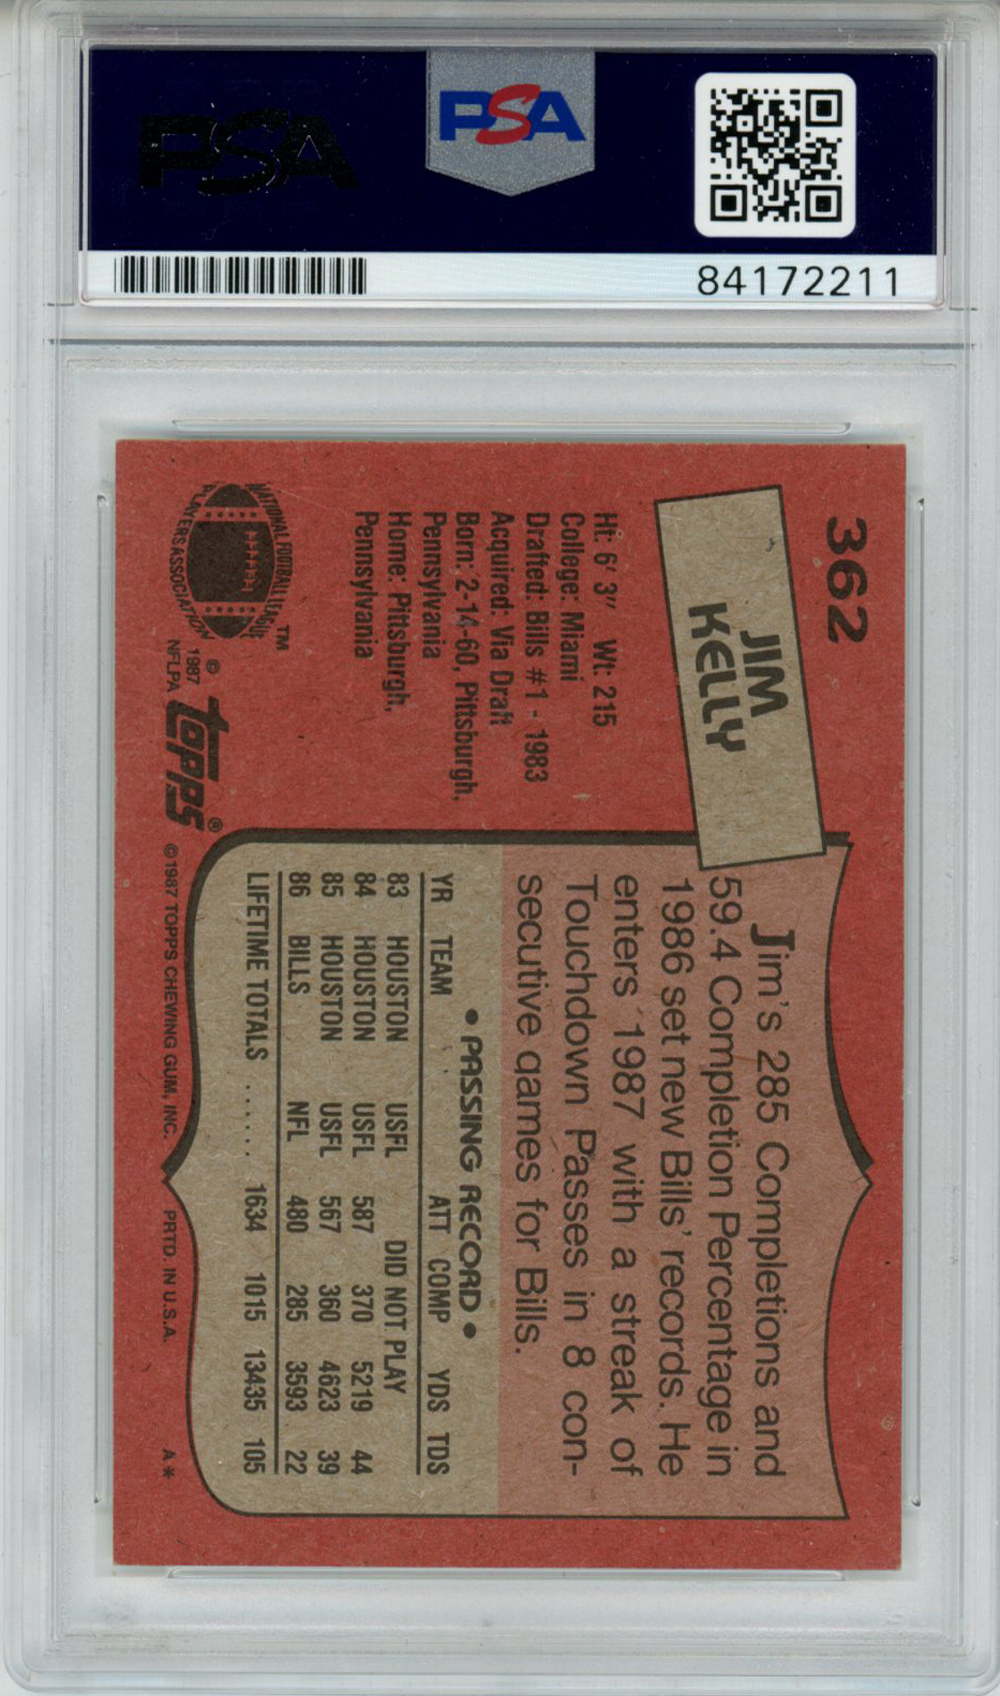 PSA
PSA
84172211
362
JIM
KELLY
Ht: 6' 3" Wt: 215
College: Miami
Drafted: Bills #1 - 1983
Acquired: Via Draft
Born: 2-14-60, Pittsburgh,
Pennsylvania
Home: Pittsburgh,
Pennsylvania
NATIONAL FOOTBALL LEAGUE
PLAYERS ASSOCIATION
TM
© 1987
NFLPA
topps®
Jim's 285 Completions and
59.4 Completion Percentage in
1986 set new Bills' records. He
enters 1987 with a streak of
Touchdown Passes in 8 con-
secutive games for Bills.
• PASSING RECORD •
YR TEAM ATT COMP YDS TDS
83 HOUSTON USFL DID NOT PLAY
84 HOUSTON USFL 587 370 5219 44
85 HOUSTON USFL 567 360 4623 39
86 BILLS NFL 480 285 3593 22
LIFETIME TOTALS ...... 1634 1015 13435 105
©1987 TOPPS CHEWING GUM, INC. PRTD. IN U.S.A. A*